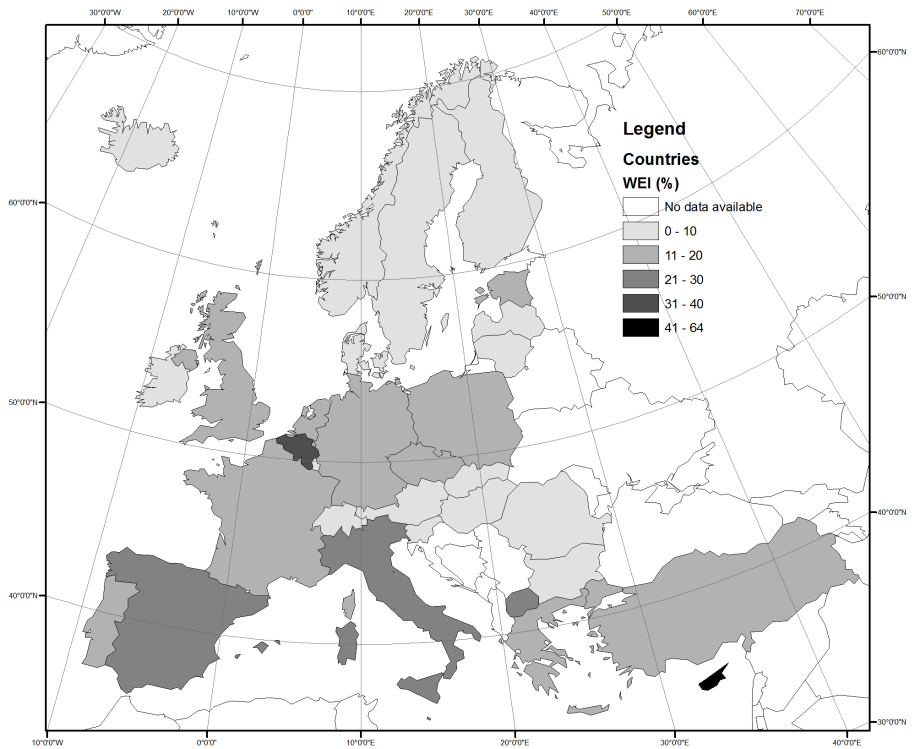 30°0'0"W 20°0'0"W 10°0'0"W 0°0'0" 10°0'0"E 20°0'0"E 30°0'0"E 40°0'0"E 50°0'0"E 60°0'0"E 70°0'0"E
60°0'0"N
Legend
Countries
WEI (%)
No data available
0 - 10
11 - 20
21 - 30
31 - 40
41 - 64
60°0'0"N
50°0'0"N
50°0'0"N
40°0'0"N
40°0'0"N
30°0'0"N
10°0'0"W 0°0'0" 10°0'0"E 20°0'0"E 30°0'0"E 40°0'0"E